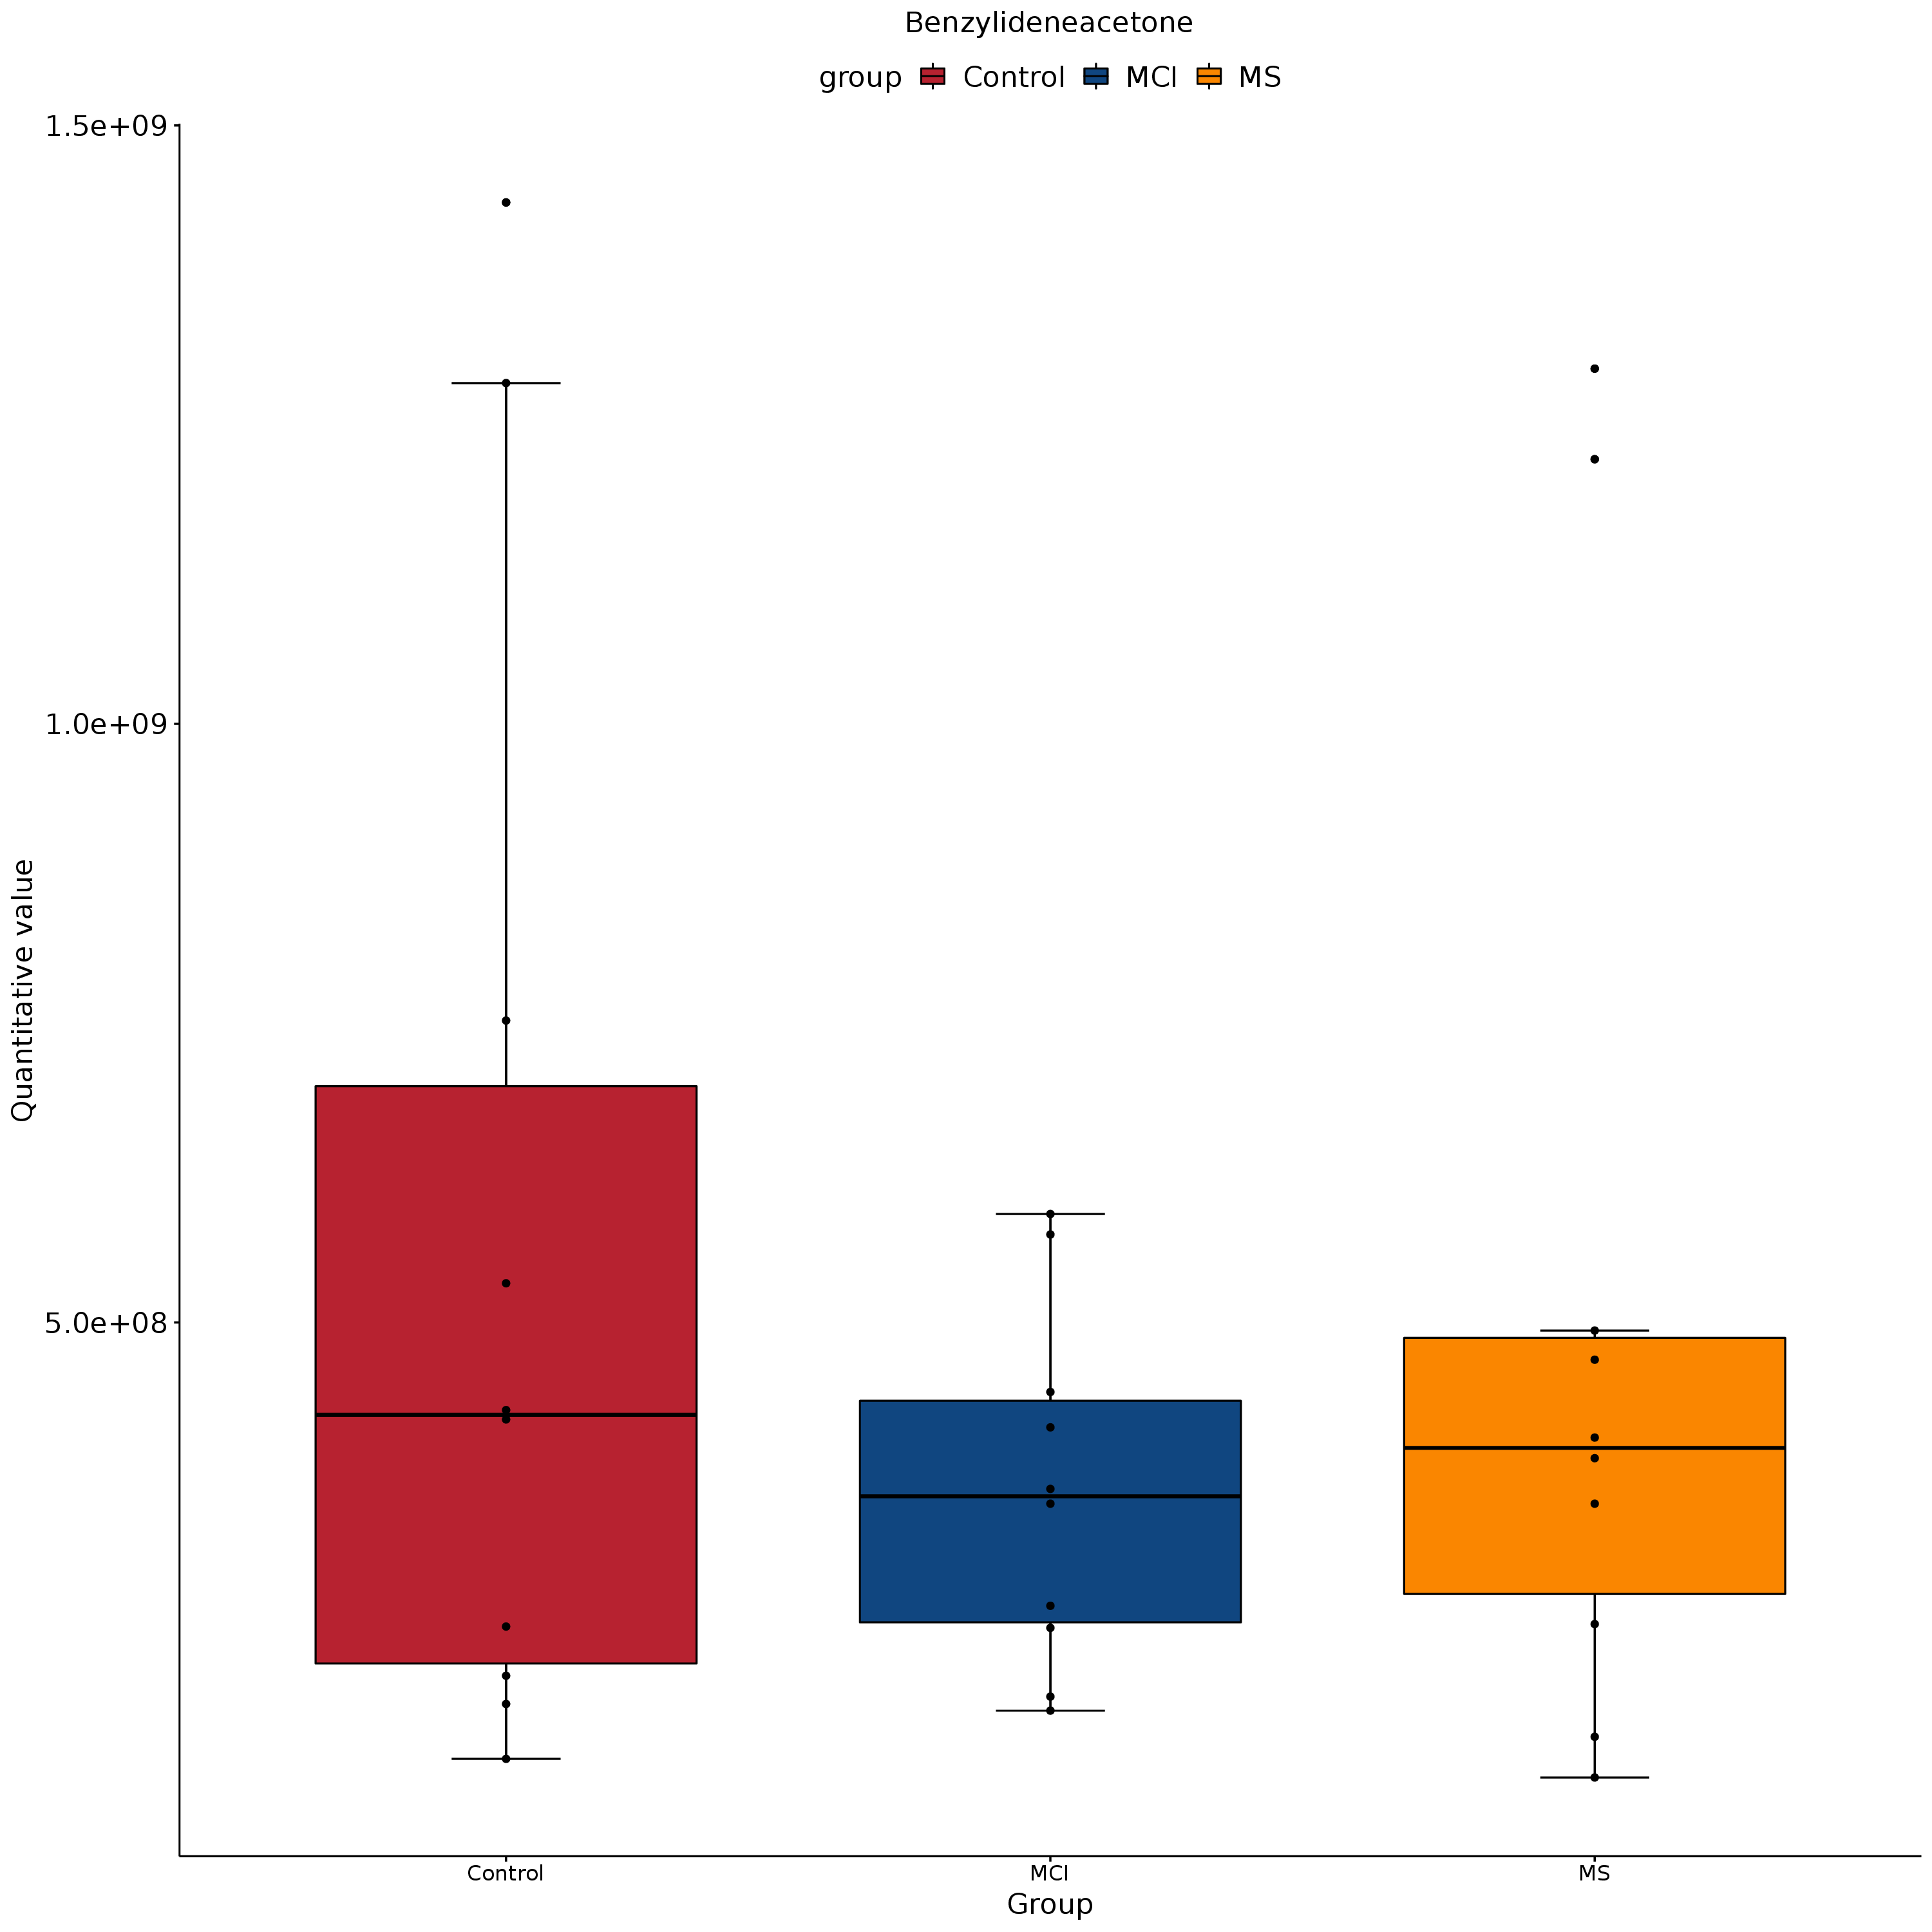 Benzylideneacetone
group Control MCI MS
1.5e+09
1.0e+09
5.0e+08
Quantitative value
Control MCI MS
Group